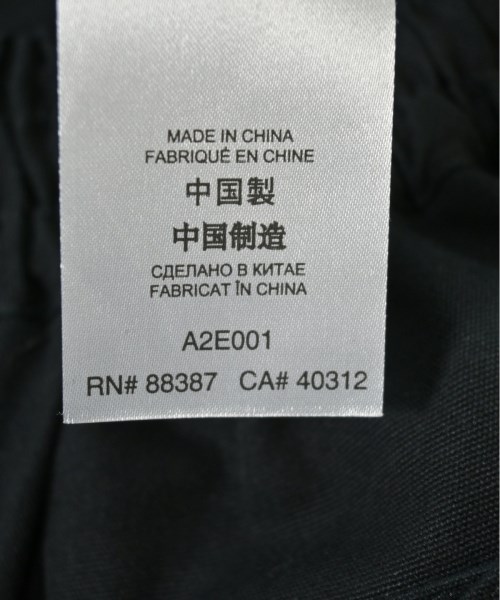 MADE IN CHINA
FABRIQUÉ EN CHINE
中国製
中国制造
СДЕЛАНО В КИТАЕ
FABRICAT ÎN CHINA
A2E001
RN# 88387 CA# 40312